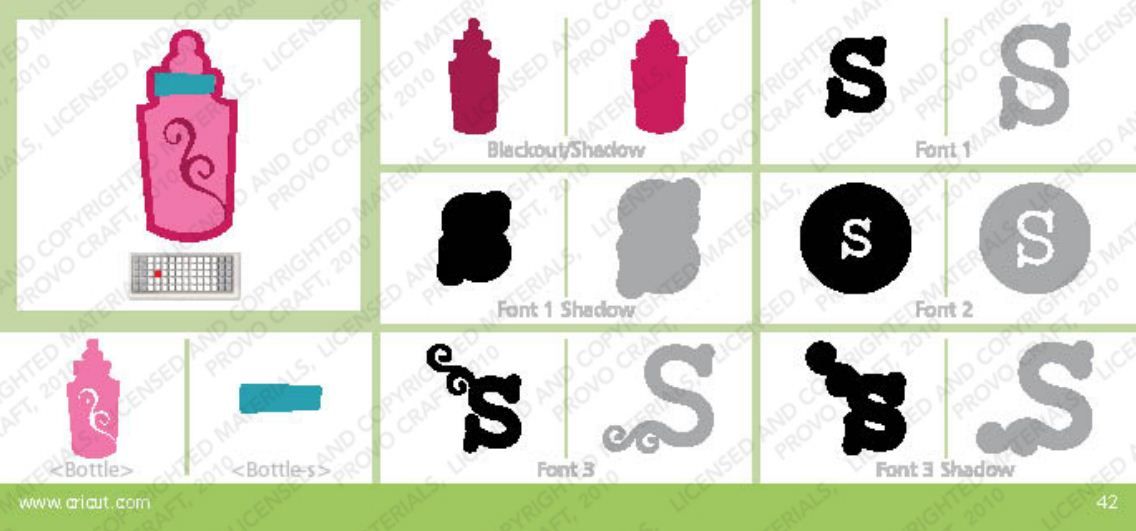 Blackout/Shadow
S S
Font 1
Font 1 Shadow
S S
Font 2
<Bottle>
<Bottle-s>
S S
Font 3
S S
Font 3 Shadow
www.cricut.com
42
LICENSED AND COPYRIGHTED MATERIALS,
PROVO CRAFT, 2010